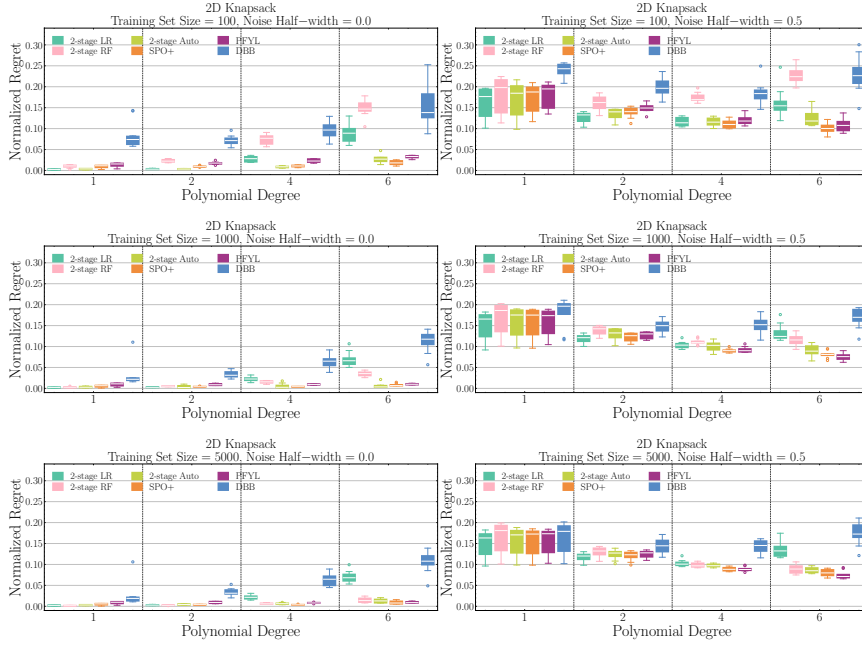 2D Knapsack
Training Set Size = 100, Noise Half−width = 0.0
2-stage LR 2-stage Auto PFYL
2-stage RF SPO+ DBB
Normalized Regret
0.30
0.25
0.20
0.15
0.10
0.05
0.00
1 2 4 6
Polynomial Degree
2D Knapsack
Training Set Size = 100, Noise Half−width = 0.5
2-stage LR 2-stage Auto PFYL
2-stage RF SPO+ DBB
Normalized Regret
0.30
0.25
0.20
0.15
0.10
0.05
0.00
1 2 4 6
Polynomial Degree
2D Knapsack
Training Set Size = 1000, Noise Half−width = 0.0
2-stage LR 2-stage Auto PFYL
2-stage RF SPO+ DBB
Normalized Regret
0.30
0.25
0.20
0.15
0.10
0.05
0.00
1 2 4 6
Polynomial Degree
2D Knapsack
Training Set Size = 1000, Noise Half−width = 0.5
2-stage LR 2-stage Auto PFYL
2-stage RF SPO+ DBB
Normalized Regret
0.30
0.25
0.20
0.15
0.10
0.05
0.00
1 2 4 6
Polynomial Degree
2D Knapsack
Training Set Size = 5000, Noise Half−width = 0.0
2-stage LR 2-stage Auto PFYL
2-stage RF SPO+ DBB
Normalized Regret
0.30
0.25
0.20
0.15
0.10
0.05
0.00
1 2 4 6
Polynomial Degree
2D Knapsack
Training Set Size = 5000, Noise Half−width = 0.5
2-stage LR 2-stage Auto PFYL
2-stage RF SPO+ DBB
Normalized Regret
0.30
0.25
0.20
0.15
0.10
0.05
0.00
1 2 4 6
Polynomial Degree